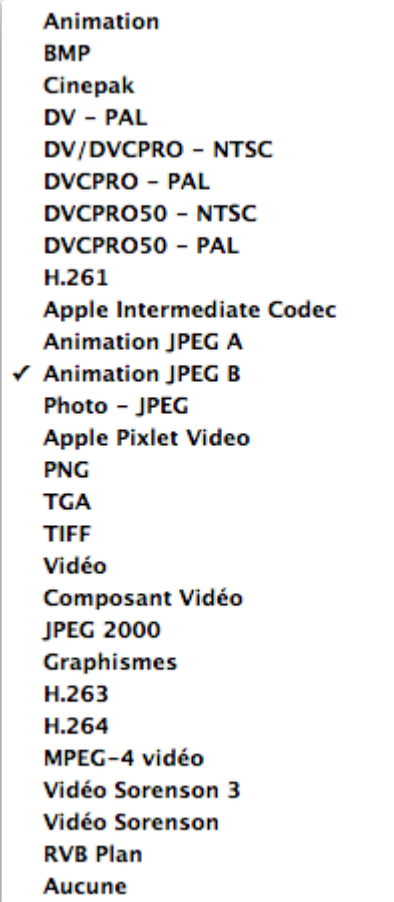 Animation
BMP
Cinepak
DV – PAL
DV/DVCPRO – NTSC
DVCPRO – PAL
DVCPRO50 – NTSC
DVCPRO50 – PAL
H.261
Apple Intermediate Codec
Animation JPEG A
✓ Animation JPEG B
Photo – JPEG
Apple Pixlet Video
PNG
TGA
TIFF
Vidéo
Composant Vidéo
JPEG 2000
Graphismes
H.263
H.264
MPEG-4 vidéo
Vidéo Sorenson 3
Vidéo Sorenson
RVB Plan
Aucune